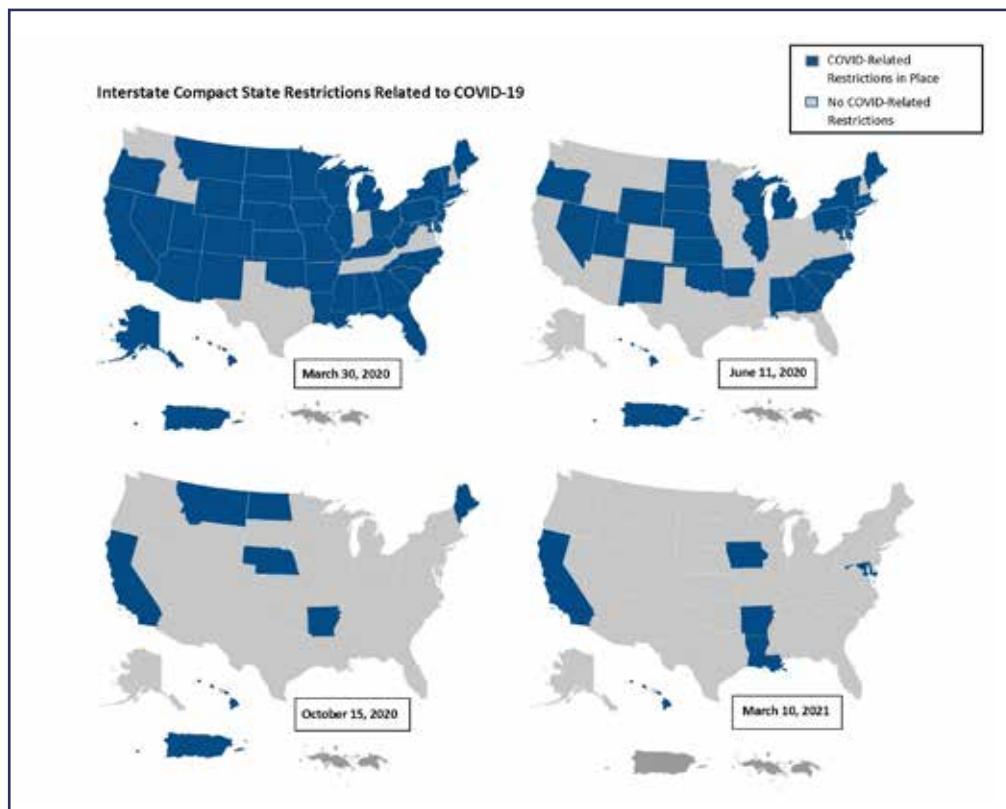 COVID-Related
Restrictions in Place
No COVID-Related
Restrictions
Interstate Compact State Restrictions Related to COVID-19
March 30, 2020
June 11, 2020
October 15, 2020
March 10, 2021